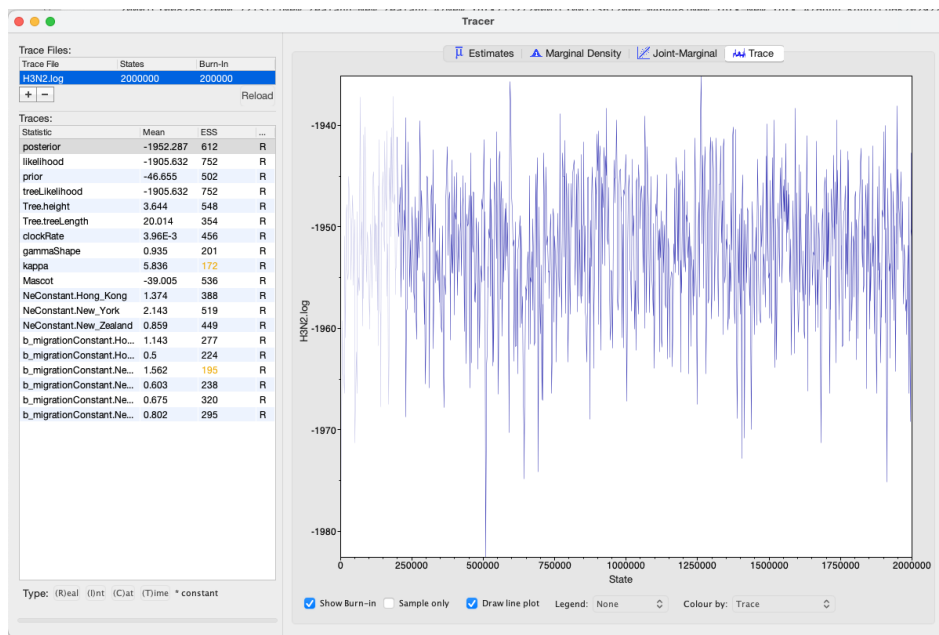 Tracer
Trace Files:
Trace File States Burn-In
H3N2.log 2000000 200000
+ − Reload
Traces:
Statistic Mean ESS ...
posterior -1952.287 612 R
likelihood -1905.632 752 R
prior -46.655 502 R
treeLikelihood -1905.632 752 R
Tree.height 3.644 548 R
Tree.treeLength 20.014 354 R
clockRate 3.96E-3 456 R
gammaShape 0.935 201 R
kappa 5.836 172 R
Mascot -39.005 536 R
NeConstant.Hong_Kong 1.374 388 R
NeConstant.New_York 2.143 519 R
NeConstant.New_Zealand 0.859 449 R
b_migrationConstant.Ho... 1.143 277 R
b_migrationConstant.Ho... 0.5 224 R
b_migrationConstant.Ne... 1.562 195 R
b_migrationConstant.Ne... 0.603 238 R
b_migrationConstant.Ne... 0.675 320 R
b_migrationConstant.Ne... 0.802 295 R
Type: (R)eal (I)nt (C)at (T)ime * constant
μ Estimates Marginal Density Joint-Marginal Trace
-1940
-1950
-1960
-1970
-1980
H3N2.log
0 250000 500000 750000 1000000 1250000 1500000 1750000 2000000
State
Show Burn-in Sample only Draw line plot Legend: None Colour by: Trace